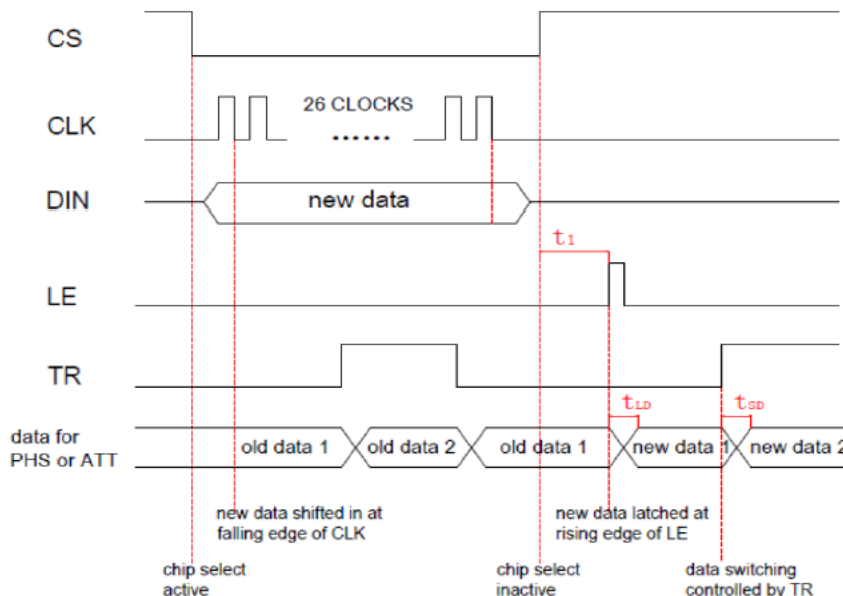 CS
26 CLOCKS
CLK
......
DIN
new data
t1
LE
TR
tLD
tSD
data for
PHS or ATT
old data 1
old data 2
old data 1
new data 1
new data 2
new data shifted in at
falling edge of CLK
new data latched at
rising edge of LE
chip select
active
chip select
inactive
data switching
controlled by TR